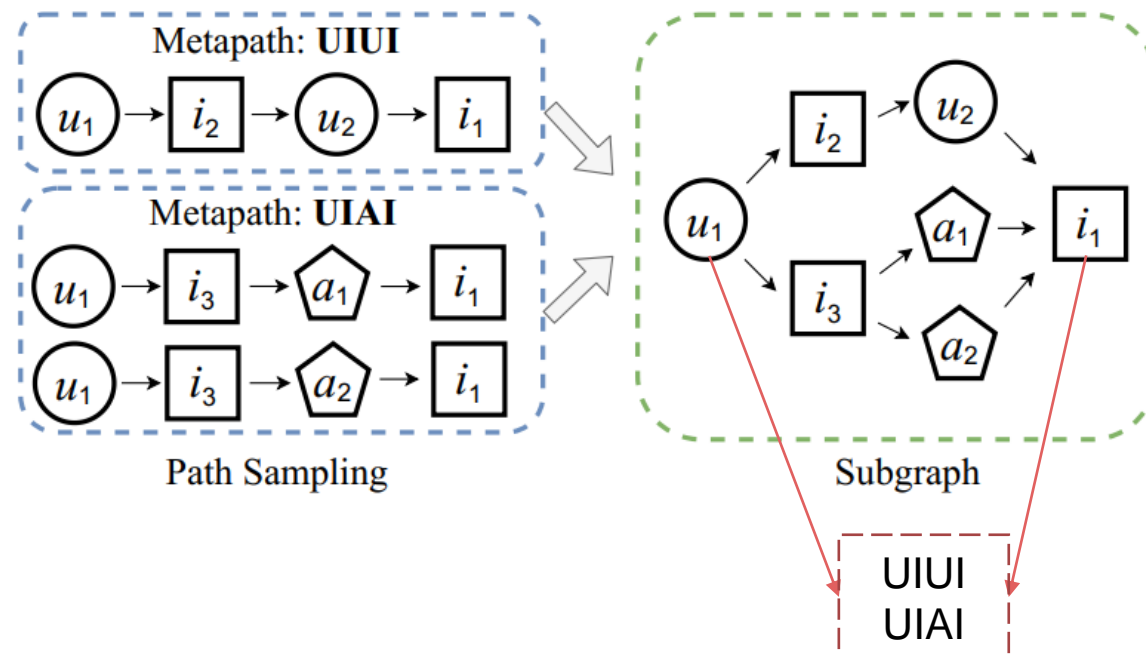 Metapath: UIUI
u₁ i₂ u₂ i₁
Metapath: UIAI
u₁ i₃ a₁ i₁
u₁ i₃ a₂ i₁
Path Sampling
u₂
i₂
u₁ a₁ i₁
i₃
a₂
Subgraph
UIUI
UIAI